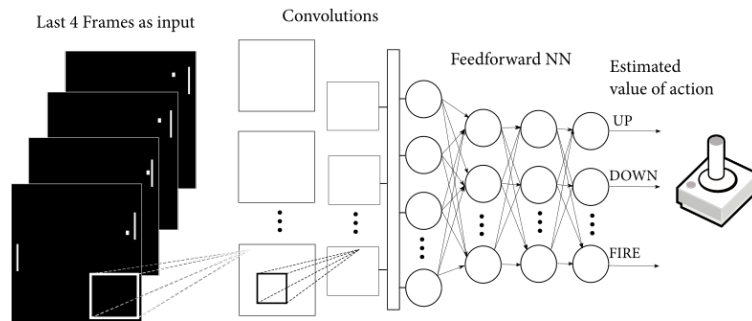 Last 4 Frames as input
Convolutions
Feedforward NN
Estimated
value of action
UP
DOWN
FIRE